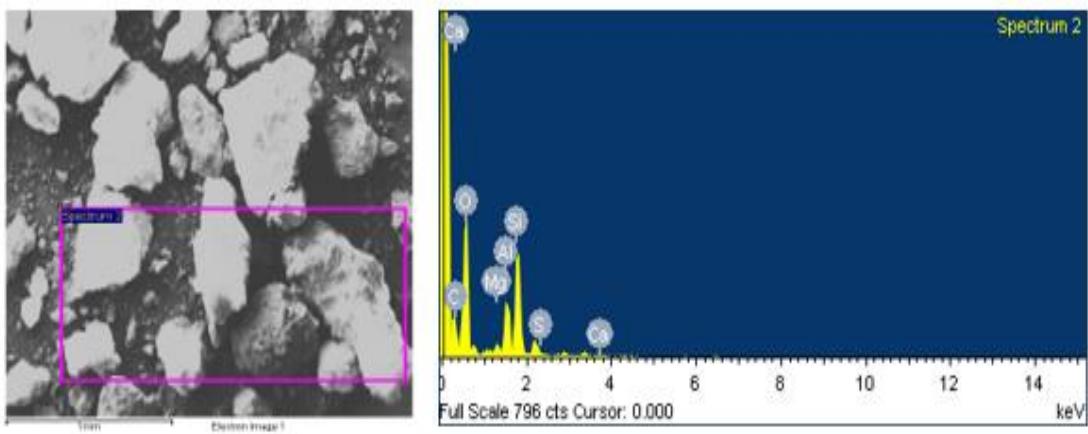 Spectrum 2
1mm
Electron Image 1
Spectrum 2
Ca
O
Si
Al
Mg
C
S
Ca
0 2 4 6 8 10 12 14
Full Scale 796 cts Cursor: 0.000 keV